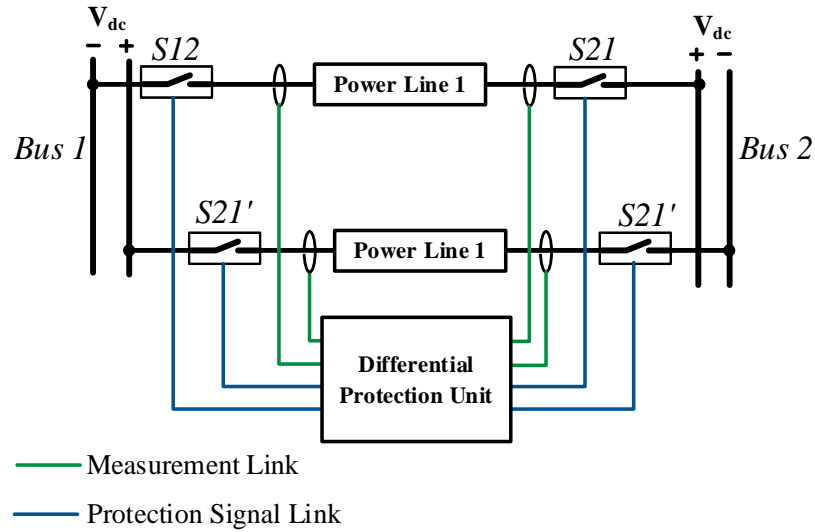 Vdc
- +
S12
S21
Vdc
+ -
Power Line 1
Bus 1
Bus 2
S21'
S21'
Power Line 1
Differential
Protection Unit
Measurement Link
Protection Signal Link